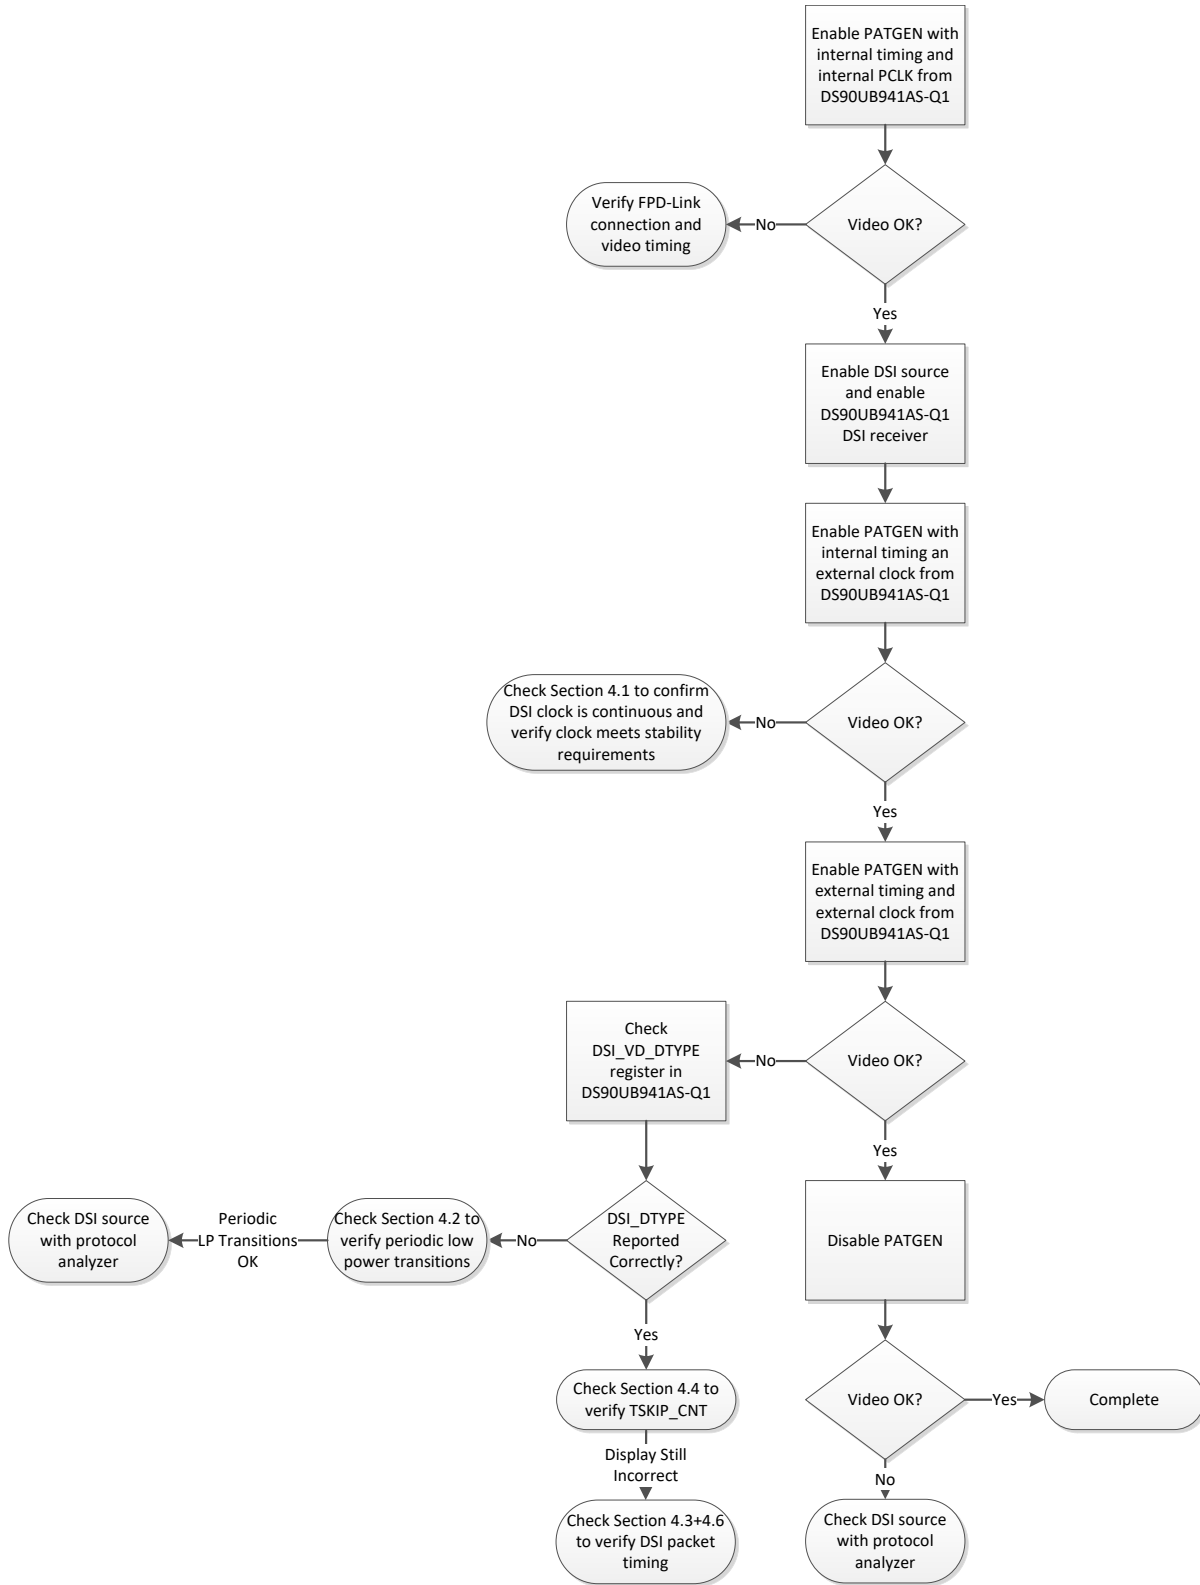 Enable PATGEN with
internal timing and
internal PCLK from
DS90UB941AS-Q1
Verify FPD-Link
connection and
video timing
No
Video OK?
Yes
Enable DSI source
and enable
DS90UB941AS-Q1
DSI receiver
Enable PATGEN with
internal timing an
external clock from
DS90UB941AS-Q1
Check Section 4.1 to confirm
DSI clock is continuous and
verify clock meets stability
requirements
No
Video OK?
Yes
Enable PATGEN with
external timing and
external clock from
DS90UB941AS-Q1
Check
DSI_VD_DTYPE
register in
DS90UB941AS-Q1
No
Video OK?
Yes
Check DSI source
with protocol
analyzer
Periodic
LP Transitions
OK
Check Section 4.2 to
verify periodic low
power transitions
No
DSI_DTYPE
Reported
Correctly?
Disable PATGEN
Yes
Check Section 4.4 to
verify TSKIP_CNT
Video OK?
Yes
Complete
Display Still
Incorrect
No
Check Section 4.3+4.6
to verify DSI packet
timing
Check DSI source
with protocol
analyzer